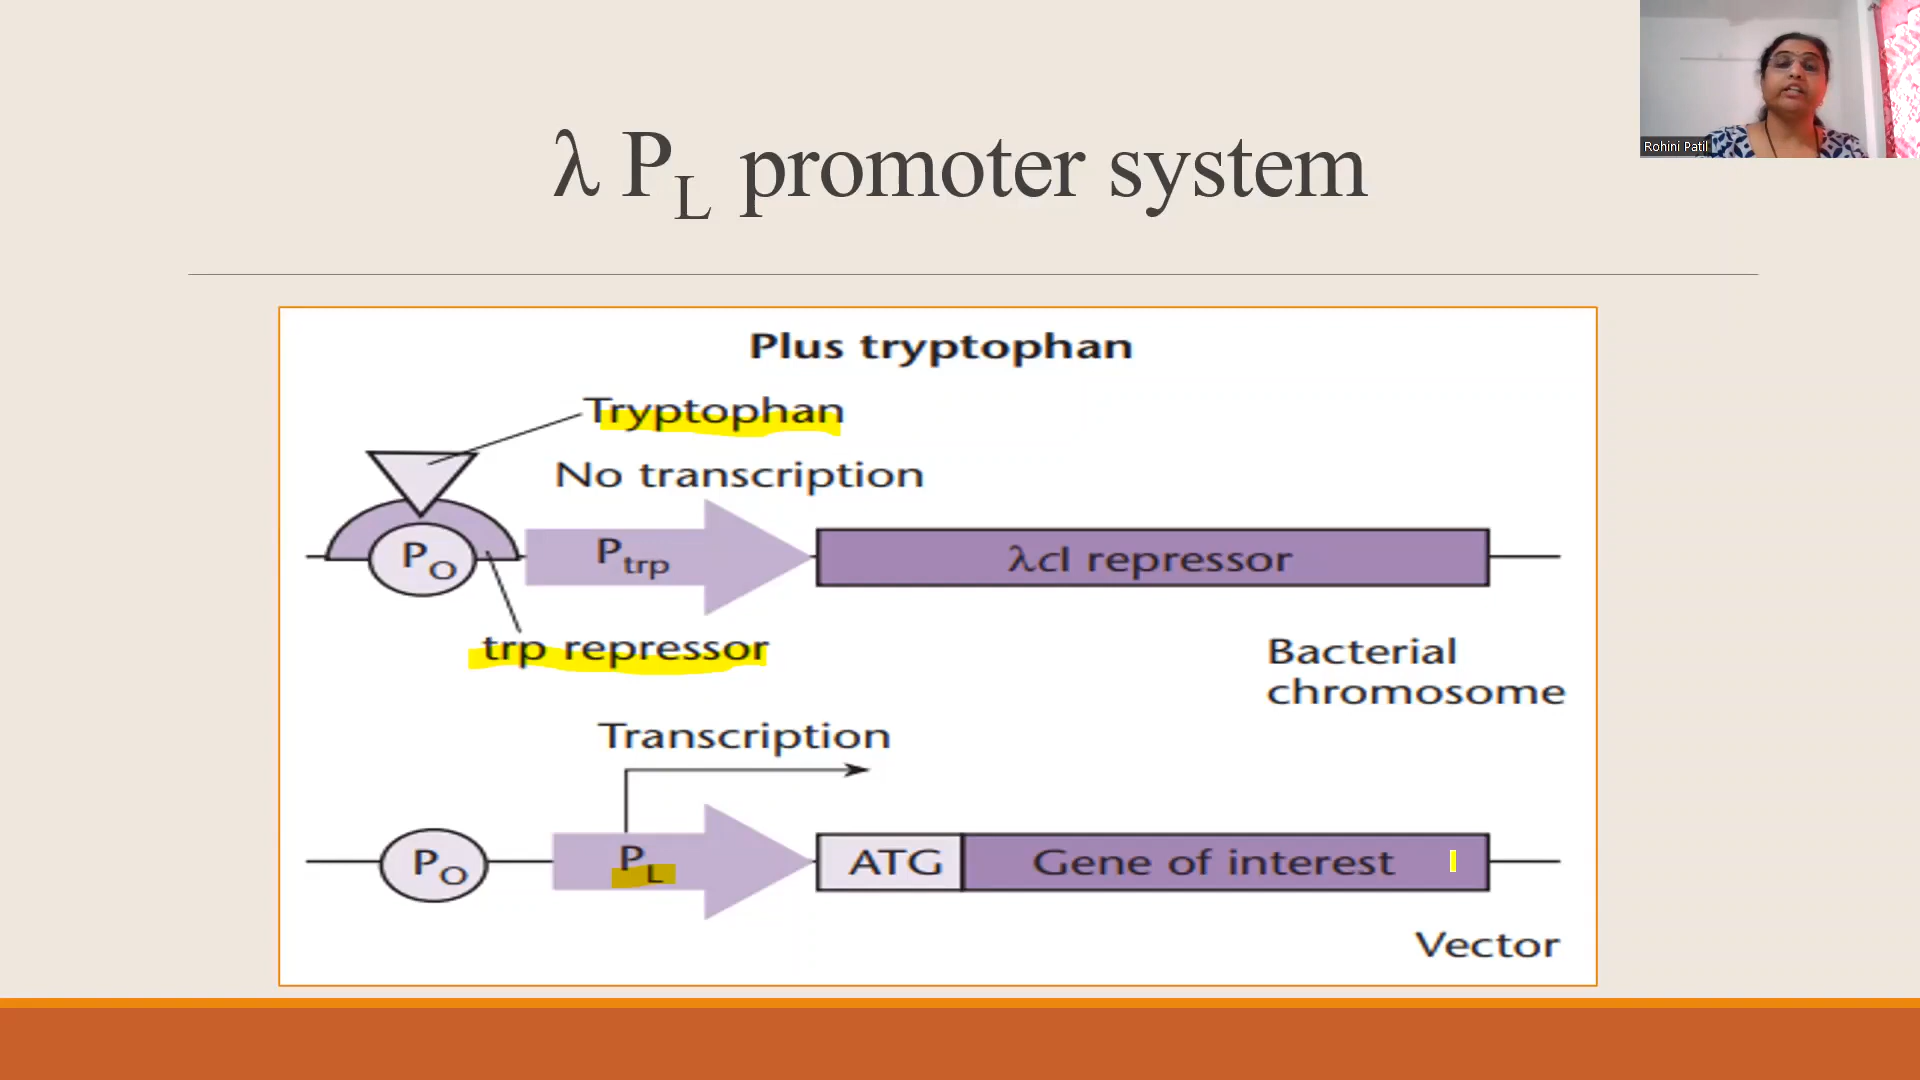 Rohini Patil
λ PL promoter system
Plus tryptophan
Tryptophan
No transcription
PO
Ptrp
λcI repressor
trp repressor
Bacterial
chromosome
Transcription
PO
PL
ATG
Gene of interest
Vector